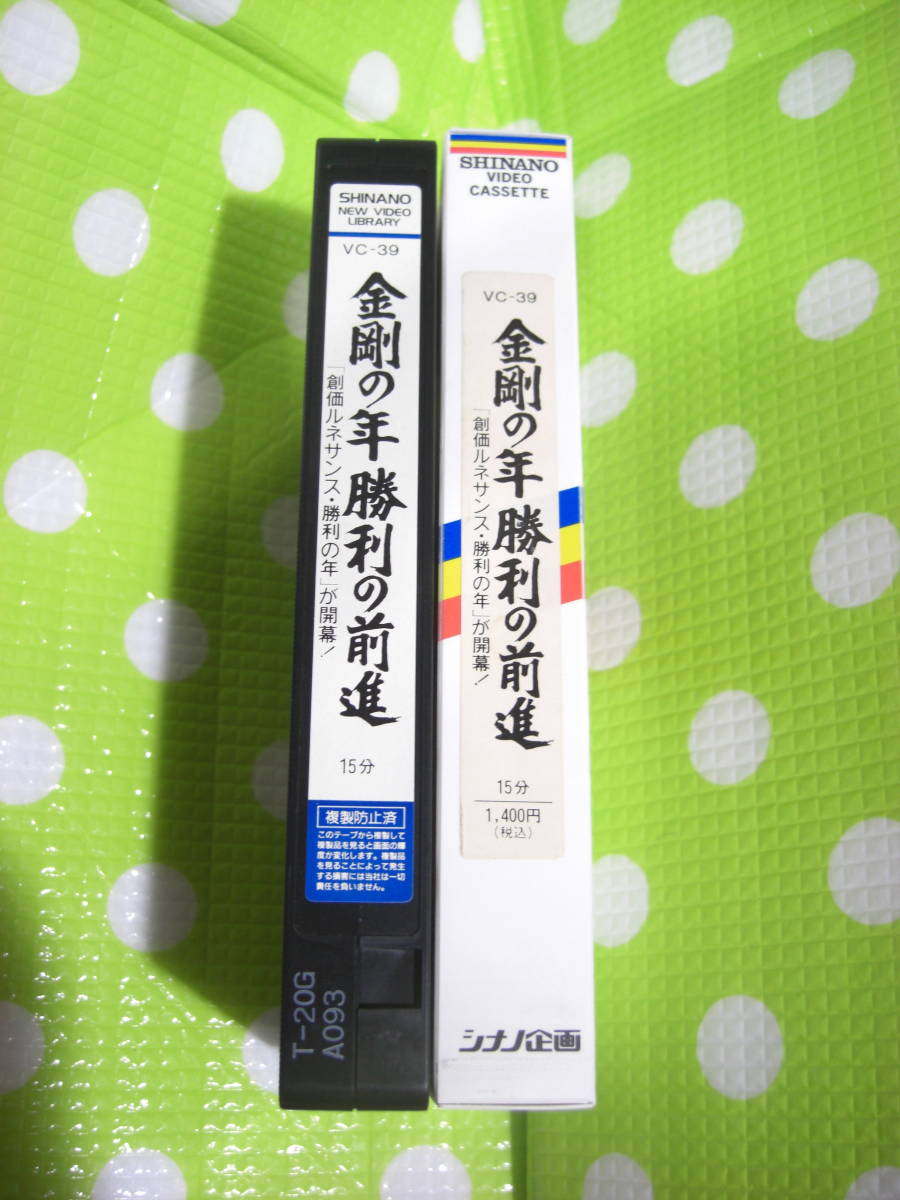 SHINANO
NEW VIDEO
LIBRARY
VC-39
金剛の年 勝利の前進
「創価ルネサンス・勝利の年」が開幕!
15分
複製防止済
このテープから複製して
複製品を見ると画面の輝
度が変化します。複製品
を見ることによって発生
する損害には当社は一切
責任を負いません。
T-20G
A093
SHINANO
VIDEO
CASSETTE
VC-39
金剛の年 勝利の前進
「創価ルネサンス・勝利の年」が開幕!
15分
1,400円
(税込)
シナノ企画